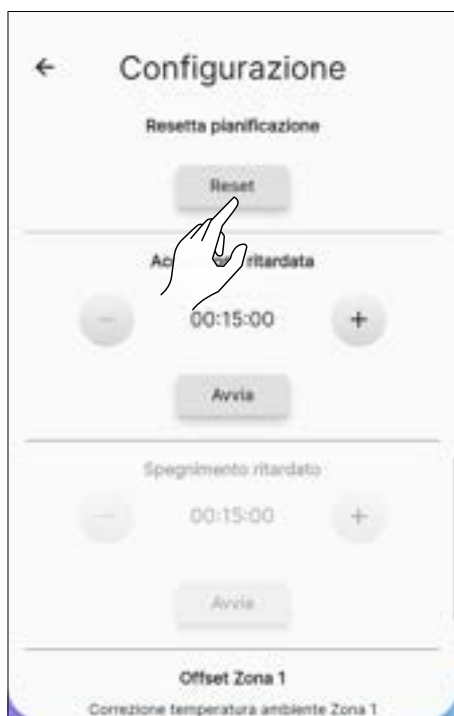 Configurazione
Resetta pianificazione
Reset
ritardata
00:15:00
Avvia
Spegnimento ritardato
00:15:00
Avvia
Offset Zona 1
Correzione temperatura ambiente Zona 1